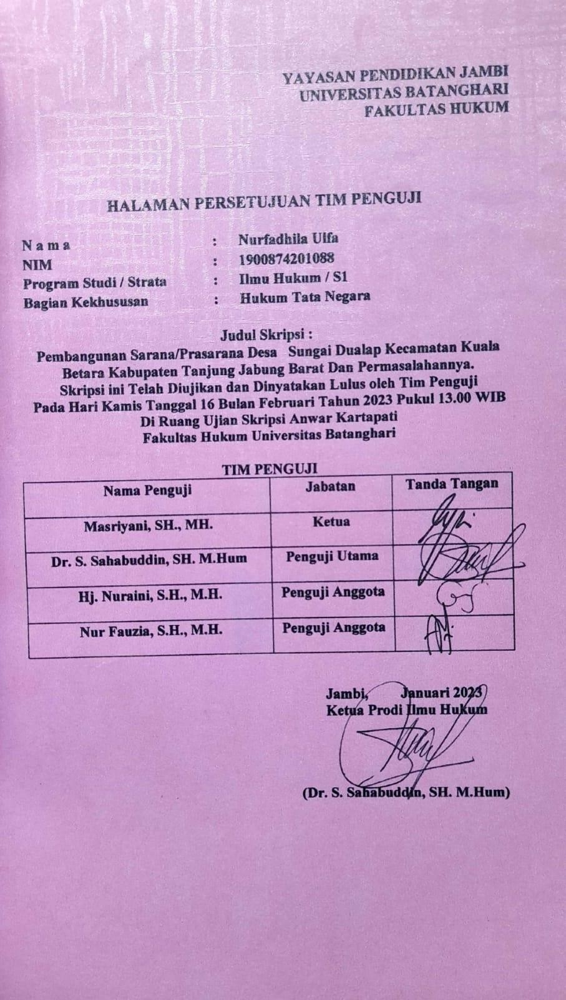 YAYASAN PENDIDIKAN JAMBI
UNIVERSITAS BATANGHARI
FAKULTAS HUKUM
HALAMAN PERSETUJUAN TIM PENGUJI
N a m a : Nurfadhila Ulfa
NIM : 1900874201088
Program Studi / Strata : Ilmu Hukum / S1
Bagian Kekhususan : Hukum Tata Negara
Judul Skripsi :
Pembangunan Sarana/Prasarana Desa Sungai Dualap Kecamatan Kuala
Betara Kabupaten Tanjung Jabung Barat Dan Permasalahannya.
Skripsi ini Telah Diujikan dan Dinyatakan Lulus oleh Tim Penguji
Pada Hari Kamis Tanggal 16 Bulan Februari Tahun 2023 Pukul 13.00 WIB
Di Ruang Ujian Skripsi Anwar Kartapati
Fakultas Hukum Universitas Batanghari
TIM PENGUJI
Nama Penguji Jabatan Tanda Tangan
Masriyani, SH., MH. Ketua
Dr. S. Sahabuddin, SH. M.Hum Penguji Utama
Hj. Nuraini, S.H., M.H. Penguji Anggota
Nur Fauzia, S.H., M.H. Penguji Anggota
Jambi, Januari 2023
Ketua Prodi Ilmu Hukum
(Dr. S. Sahabuddin, SH. M.Hum)